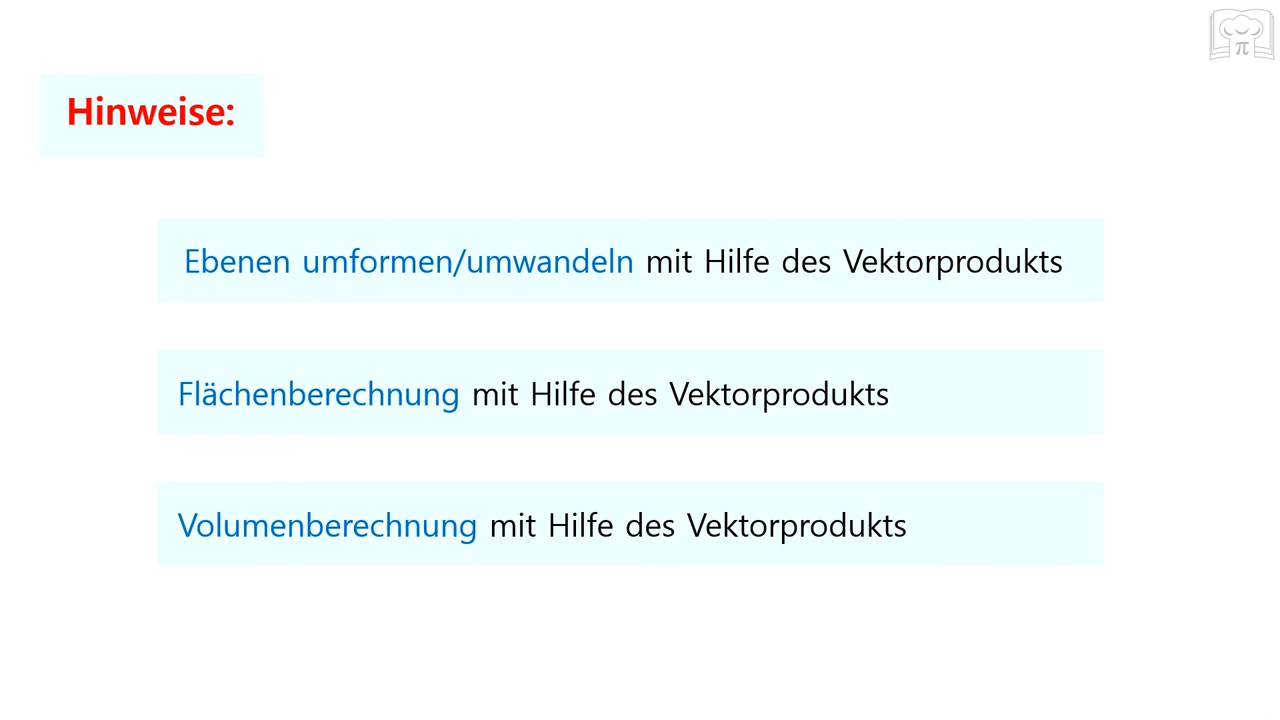 Hinweise:
Ebenen umformen/umwandeln mit Hilfe des Vektorprodukts
Flächenberechnung mit Hilfe des Vektorprodukts
Volumenberechnung mit Hilfe des Vektorprodukts
π